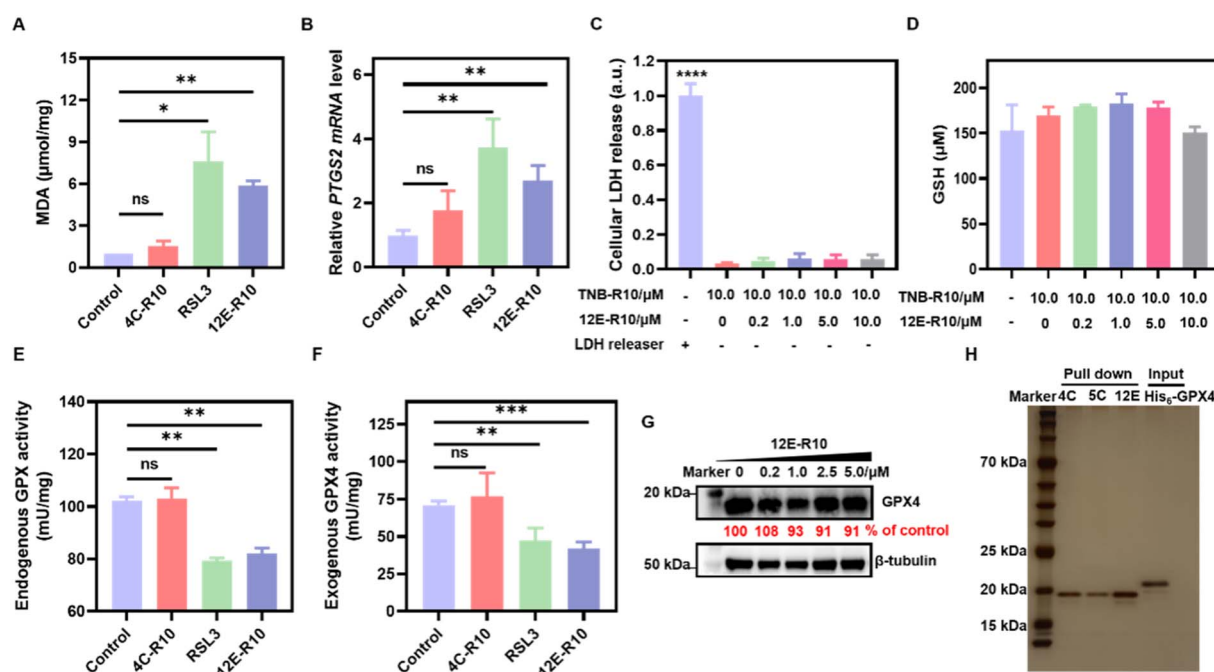 A
MDA (µmol/mg)
15
12
9
6
3
0
**
*
ns
Control
4C-R10
RSL3
12E-R10
B
Relative PTGS2 mRNA level
6
4
2
0
**
**
ns
Control
4C-R10
RSL3
12E-R10
C
Cellular LDH release (a.u.)
1.2
1.0
0.8
0.6
0.4
0.2
0.0
****
TNB-R10/µM - 10.0 10.0 10.0 10.0 10.0
12E-R10/µM - 0 0.2 1.0 5.0 10.0
LDH releaser + - - - - -
D
GSH (µM)
200
150
100
50
0
TNB-R10/µM - 10.0 10.0 10.0 10.0 10.0
12E-R10/µM - 0 0.2 1.0 5.0 10.0
E
Endogenous GPX activity
(mU/mg)
140
120
100
80
60
**
**
ns
Control
4C-R10
RSL3
12E-R10
F
Exogenous GPX4 activity
(mU/mg)
125
100
75
50
25
0
***
**
ns
Control
4C-R10
RSL3
12E-R10
G
12E-R10
Marker 0 0.2 1.0 2.5 5.0/µM
20 kDa
GPX4
100 108 93 91 91 % of control
50 kDa
β-tubulin
H
Pull down Input
Marker 4C 5C 12E His6-GPX4
70 kDa
25 kDa
20 kDa
15 kDa